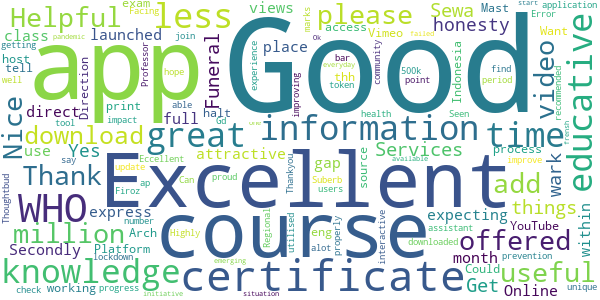 Helpful
less
please
Sewa
views
access
exam
Facing
class
launched
Vimeo
honesty
Mast
Error
application
Want
join
host
tell
Professor
place
marks
Ok
bar
500k
point
find
period
start
getting
pandemic
failed
everyday
hope
well
Nice
app
Good
Funeral
video
educative
recommended
direct
Direction
print
able
full
halt
experience
improving
thh
token
community
Indonesia
Seen
tool
impact
download
great
information
time
use
Yes
say
attractive
Gd
health
Services
process
improve
fresh
Eccellent
update
Can
proud
gap
source
available
Thank
Excellent
add
wark
things
Thoughtbud
Firoz
ap
Suberb
users
Thankyou
WHO
express
expecting
within
YouTube
million
number
Highly
Regional
utilised
interactive
eng
alot
properly
downloaded
assistant
course
offered
Secondly
Platform
Arch
lockdown
month
Online
Could
Get
prevention
unique
knowledge
certificate
useful
check
working
progress
initiative
emerging
situation